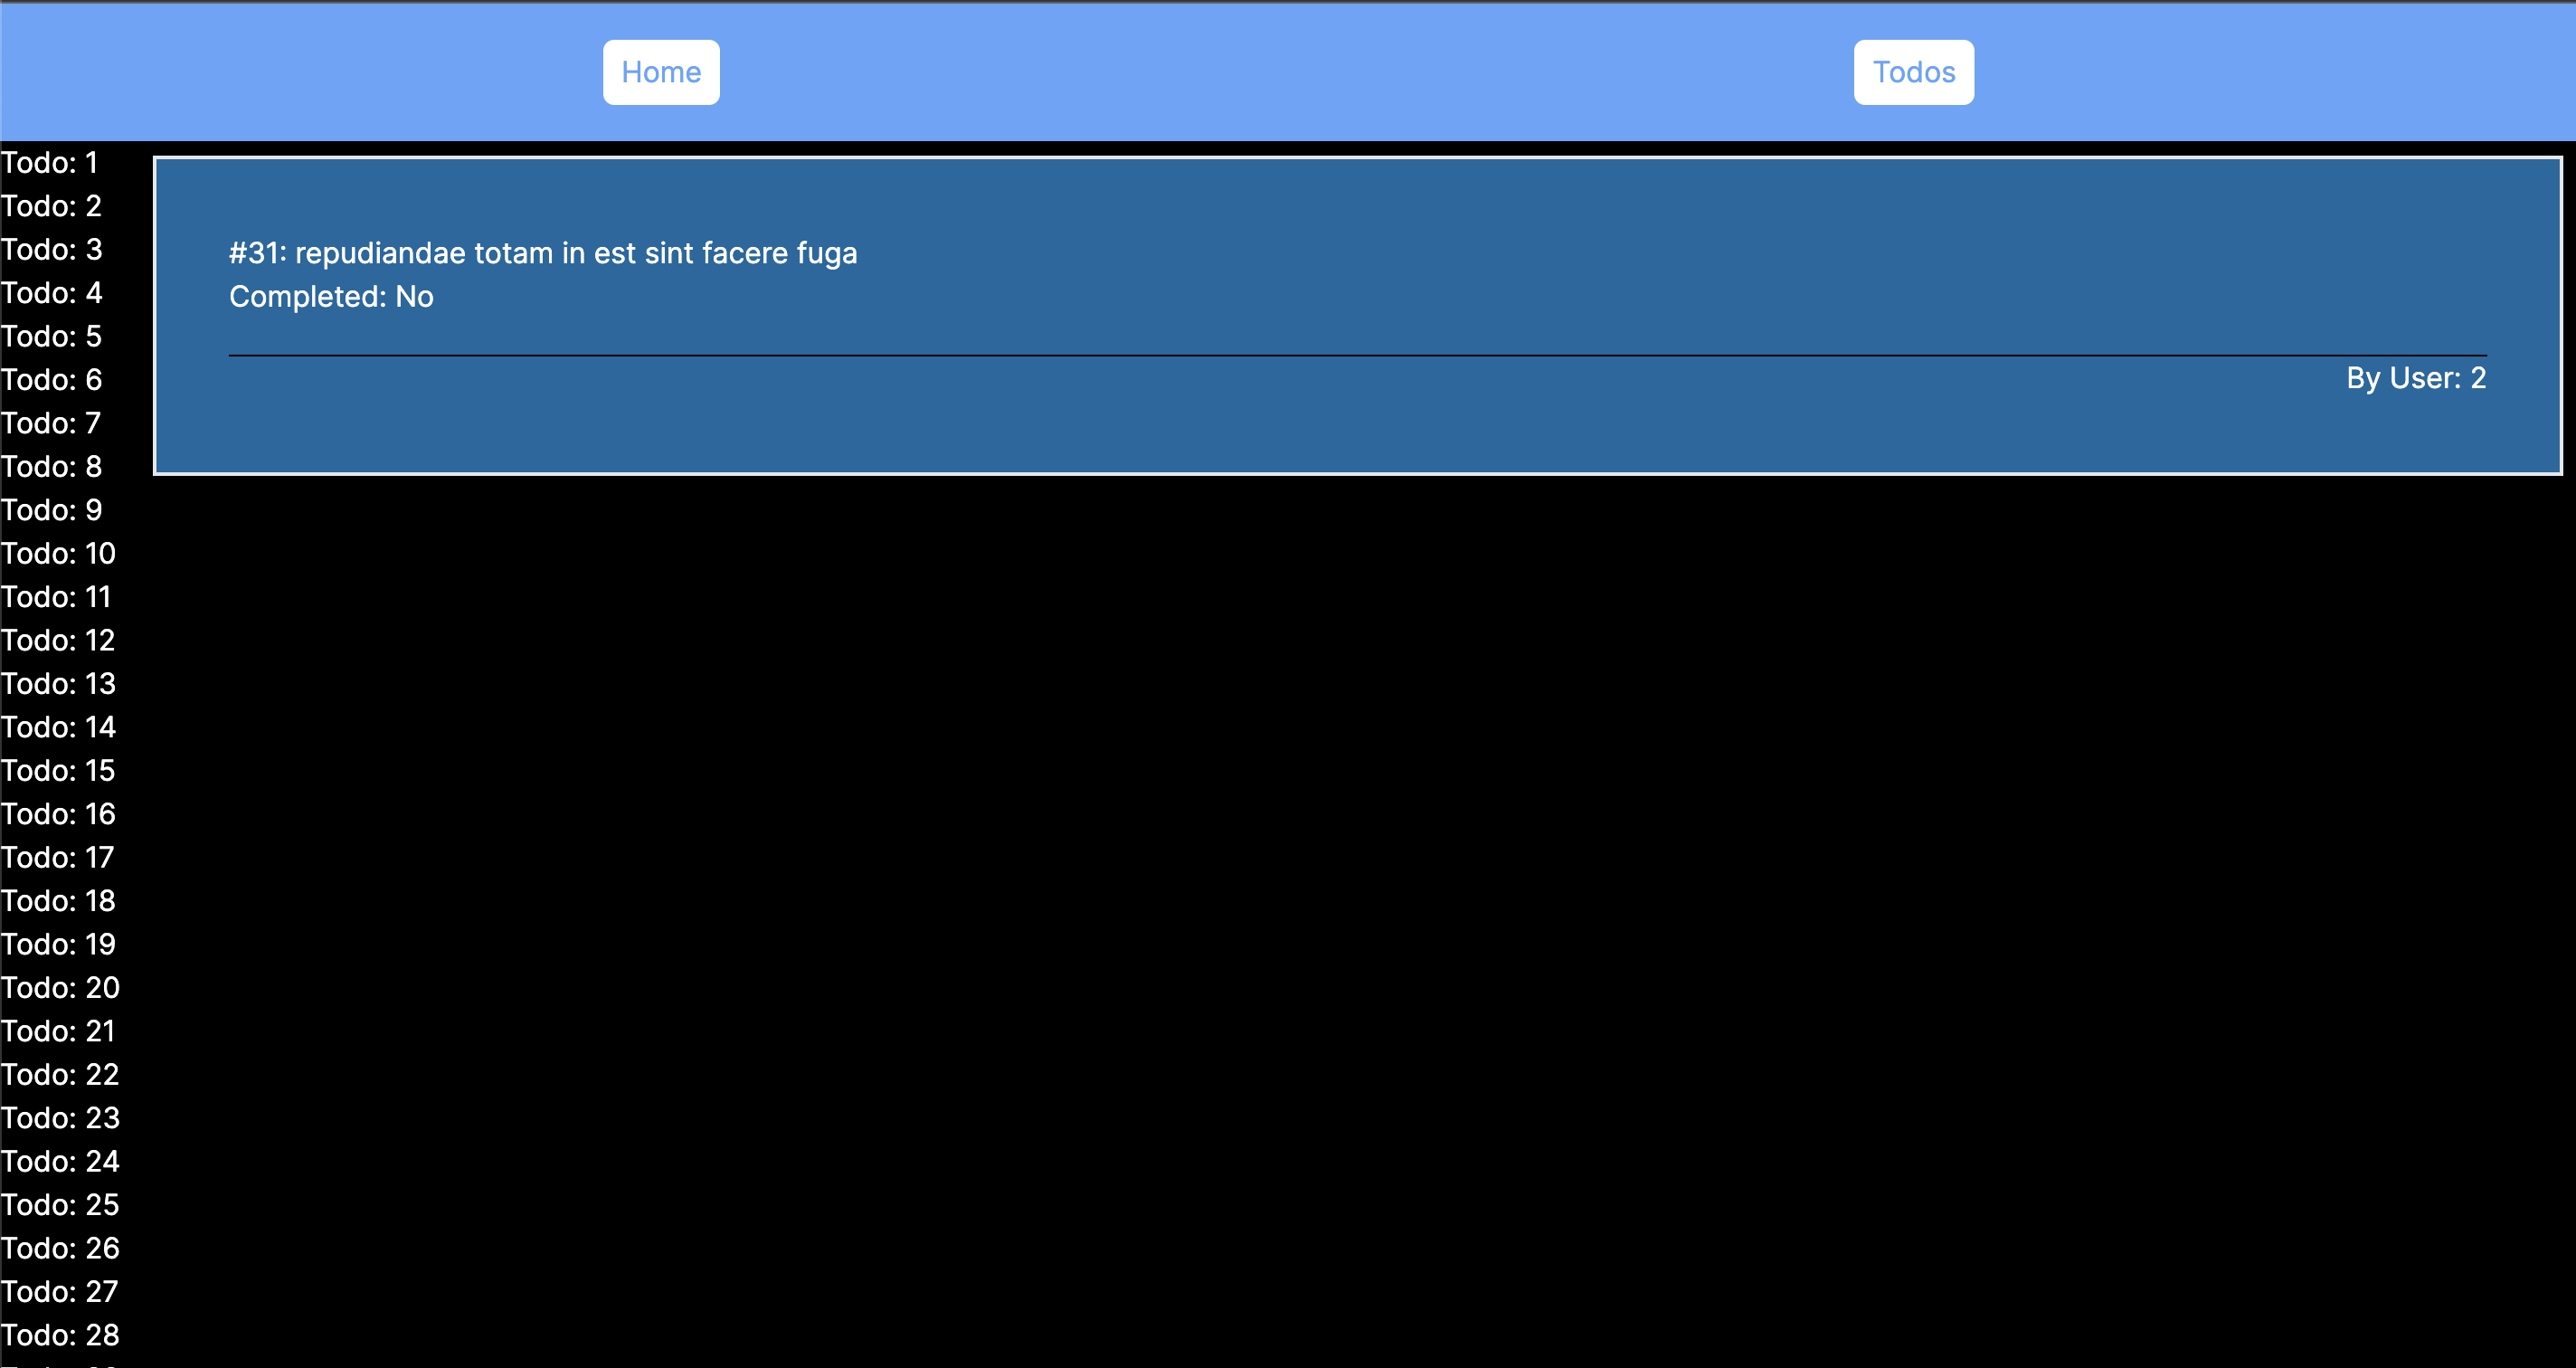 Home
Todos
Todo: 1
Todo: 2
Todo: 3
Todo: 4
Todo: 5
Todo: 6
Todo: 7
Todo: 8
Todo: 9
Todo: 10
Todo: 11
Todo: 12
Todo: 13
Todo: 14
Todo: 15
Todo: 16
Todo: 17
Todo: 18
Todo: 19
Todo: 20
Todo: 21
Todo: 22
Todo: 23
Todo: 24
Todo: 25
Todo: 26
Todo: 27
Todo: 28
#31: repudiandae totam in est sint facere fuga
Completed: No
By User: 2